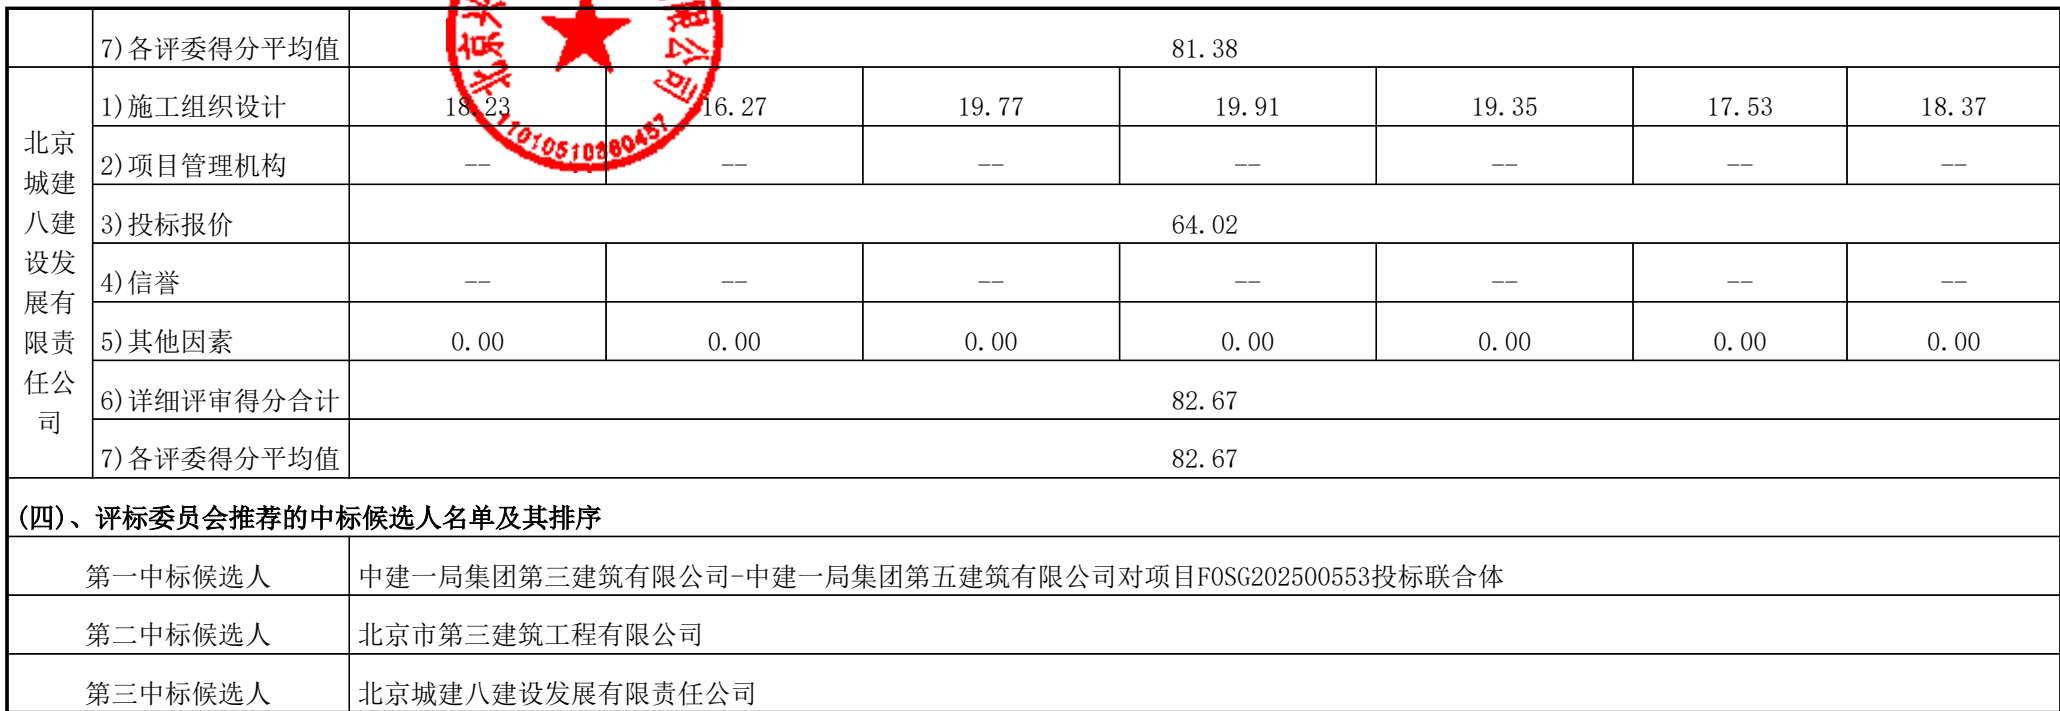 7)各评委得分平均值 81.38
北京城建八建设发展有限责任公司
1)施工组织设计 18.23 16.27 19.77 19.91 19.35 17.53 18.37
2)项目管理机构 -- -- -- -- -- -- --
3)投标报价 64.02
4)信誉 -- -- -- -- -- -- --
5)其他因素 0.00 0.00 0.00 0.00 0.00 0.00 0.00
6)详细评审得分合计 82.67
7)各评委得分平均值 82.67
(四)、评标委员会推荐的中标候选人名单及其排序
第一中标候选人 中建一局集团第三建筑有限公司-中建一局集团第五建筑有限公司对项目FOSG202500553投标联合体
第二中标候选人 北京市第三建筑工程有限公司
第三中标候选人 北京城建八建设发展有限责任公司
北京兴
限公司